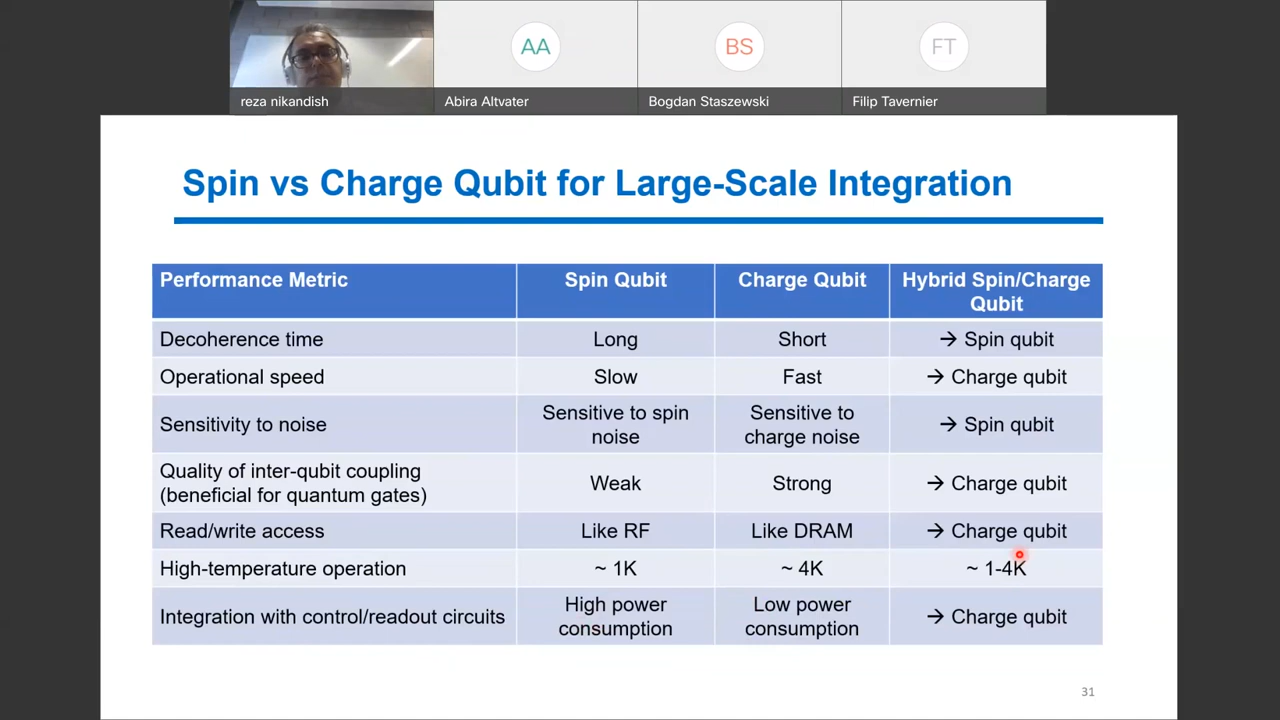 AA
BS
FT
reza nikandish
Abira Altvater
Bogdan Staszewski
Filip Tavernier
Spin vs Charge Qubit for Large-Scale Integration
Performance Metric
Spin Qubit
Charge Qubit
Hybrid Spin/Charge
Qubit
Decoherence time
Long
Short
→ Spin qubit
Operational speed
Slow
Fast
→ Charge qubit
Sensitivity to noise
Sensitive to spin
noise
Sensitive to
charge noise
→ Spin qubit
Quality of inter-qubit coupling
(beneficial for quantum gates)
Weak
Strong
→ Charge qubit
Read/write access
Like RF
Like DRAM
→ Charge qubit
High-temperature operation
~ 1K
~ 4K
~ 1-4K
Integration with control/readout circuits
High power
consumption
Low power
consumption
→ Charge qubit
31